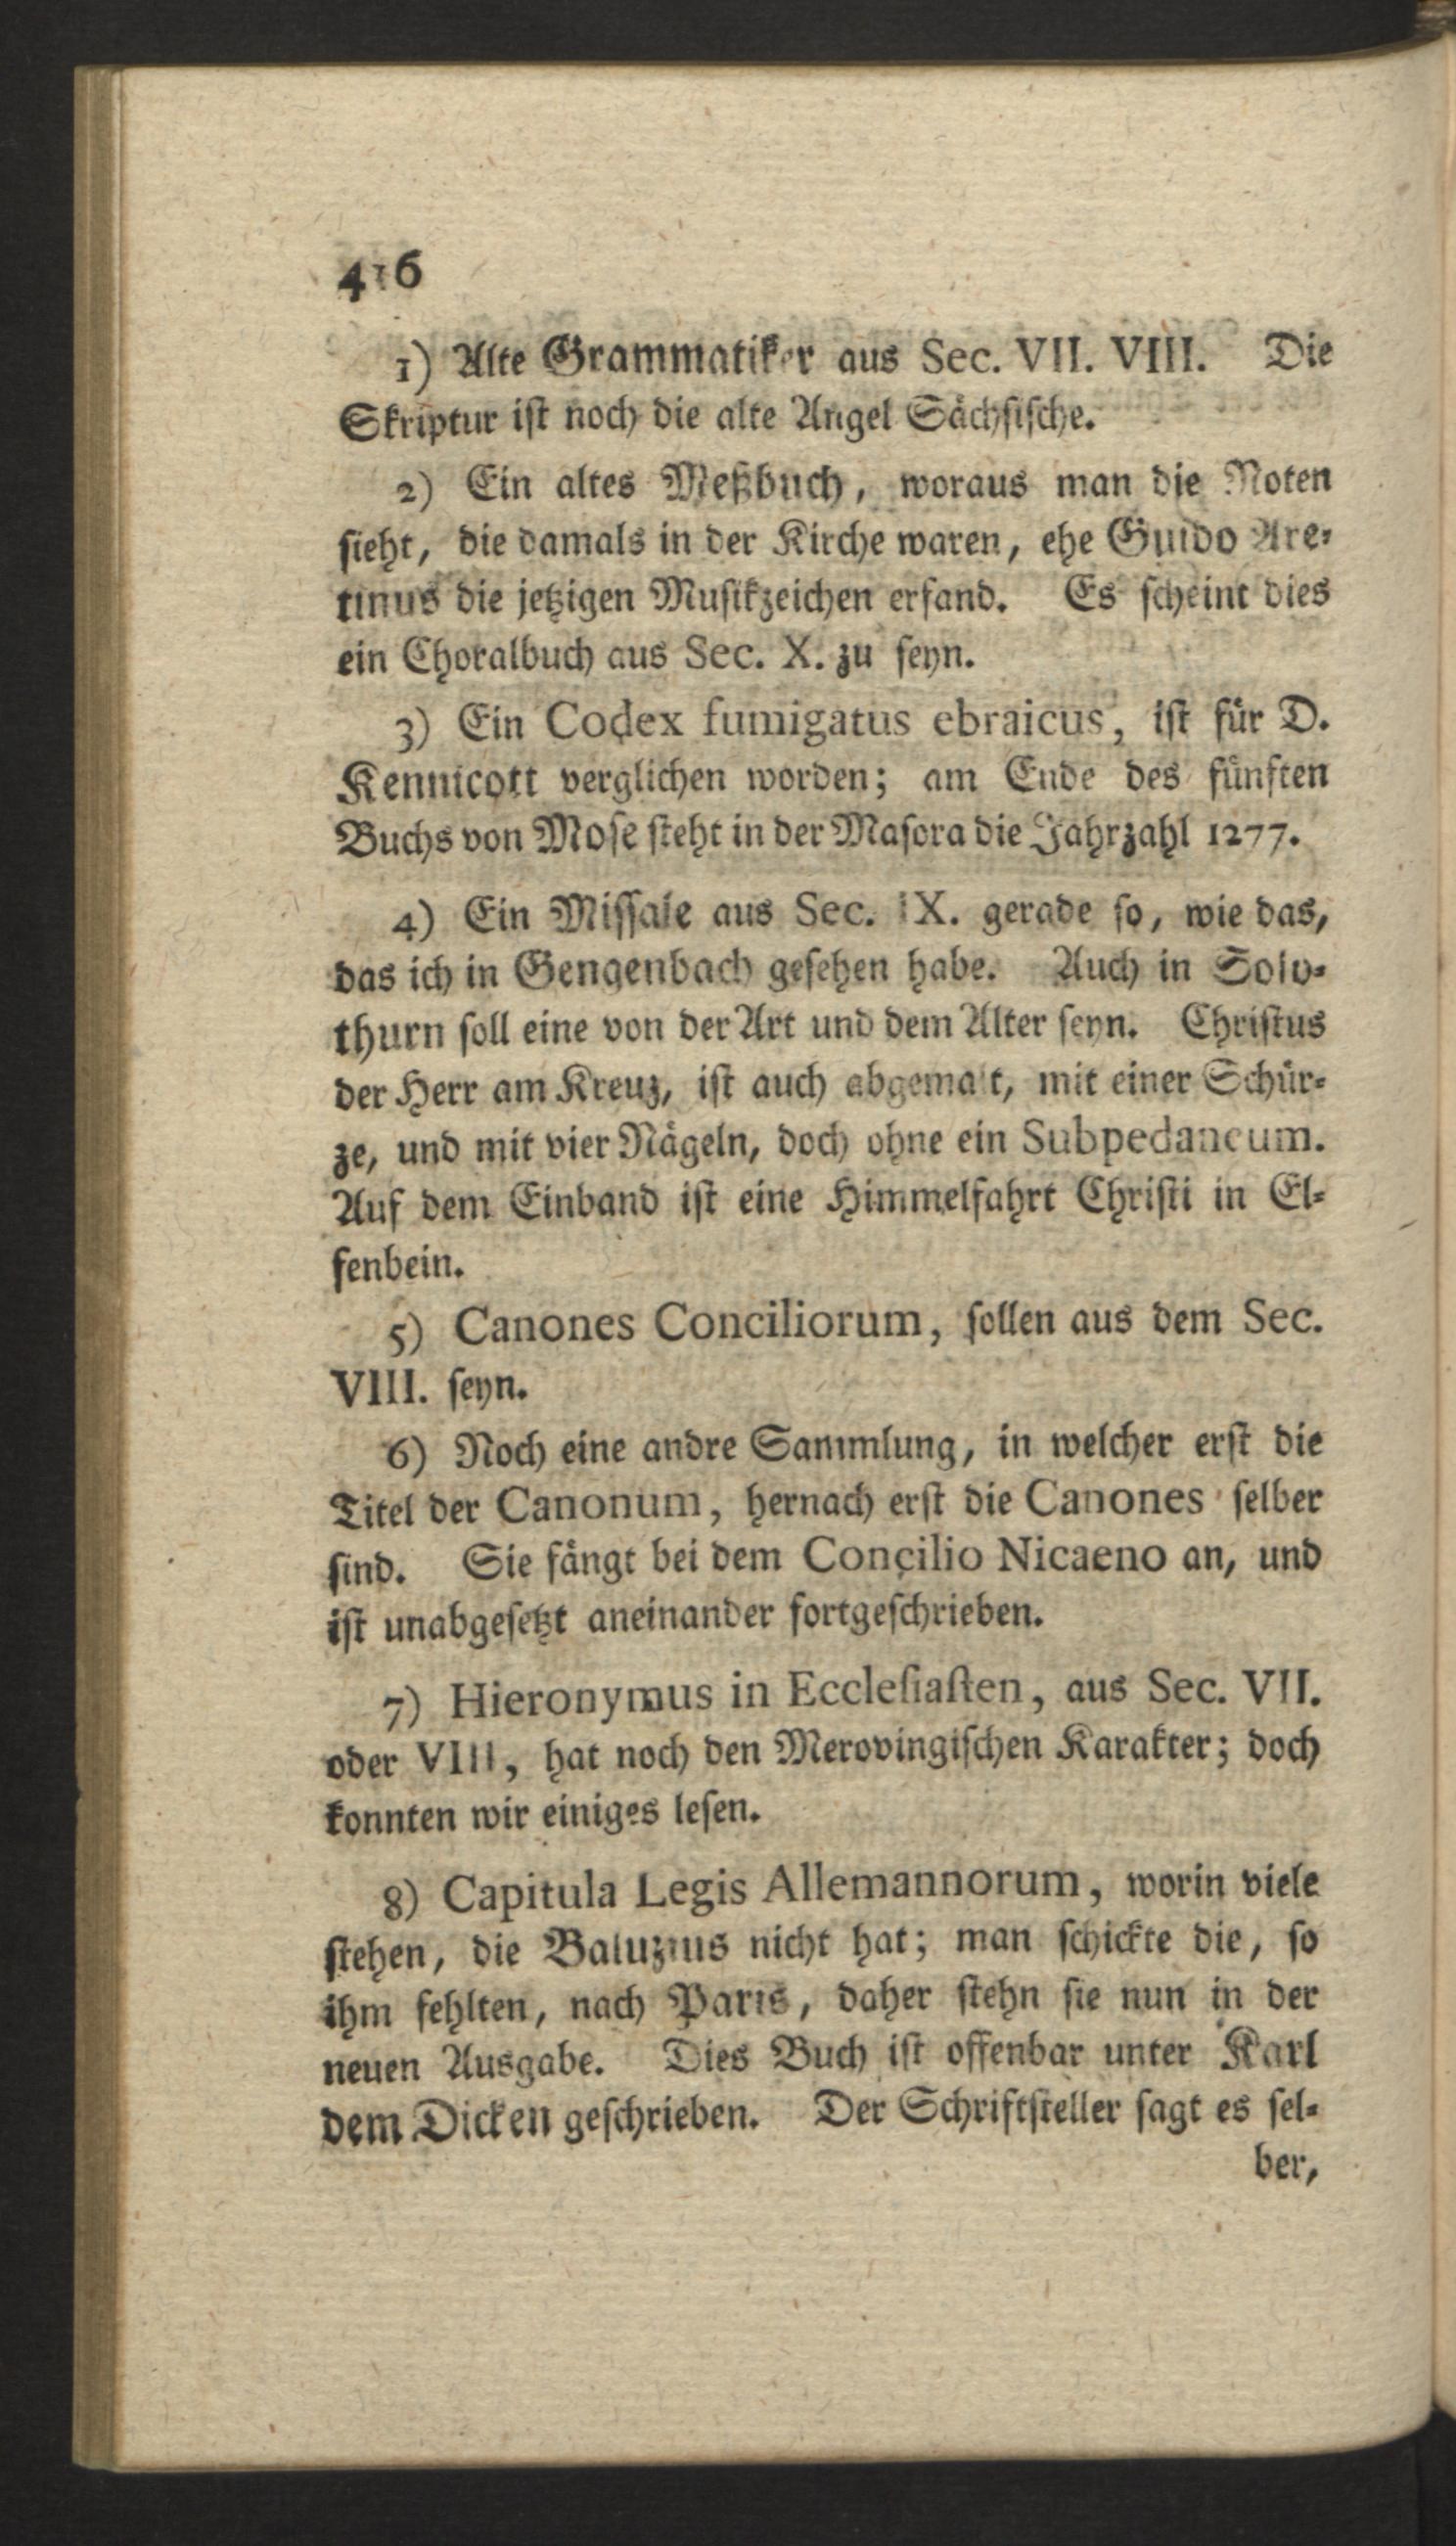 416
1) Alte Grammatiker aus Sec. VII. VIII. Die
Skriptur ist noch die alte Angel Sächsische.
2) Ein altes Meßbuch, woraus man die Noten
sieht, die damals in der Kirche waren, ehe Guido Are-
tinus die jetzigen Musikzeichen erfand. Es scheint dies
ein Choralbuch aus Sec. X. zu seyn.
3) Ein Codex fumigatus ebraicus, ist für D.
Kennicott verglichen worden; am Ende des fünften
Buchs von Mose steht in der Masora die Jahrzahl 1277.
4) Ein Missale aus Sec. IX. gerade so, wie das,
das ich in Gengenbach gesehen habe. Auch in Solo-
thurn soll eine von der Art und dem Alter seyn. Christus
der Herr am Kreuz, ist auch abgemalt, mit einer Schür-
ze, und mit vier Nägeln, doch ohne ein Subpedaneum.
Auf dem Einband ist eine Himmelfahrt Christi in El-
fenbein.
5) Canones Conciliorum, sollen aus dem Sec.
VIII. seyn.
6) Noch eine andre Sammlung, in welcher erst die
Titel der Canonum, hernach erst die Canones selber
sind. Sie fängt bei dem Concilio Nicaeno an, und
ist unabgesetzt aneinander fortgeschrieben.
7) Hieronymus in Ecclesiasten, aus Sec. VII.
oder VIII, hat noch den Merovingischen Karakter; doch
konnten wir einiges lesen.
8) Capitula Legis Allemannorum, worin viele
stehen, die Baluzius nicht hat; man schickte die, so
ihm fehlten, nach Paris, daher stehn sie nun in der
neuen Ausgabe. Dies Buch ist offenbar unter Karl
dem Dicken geschrieben. Der Schriftsteller sagt es sel-
ber,